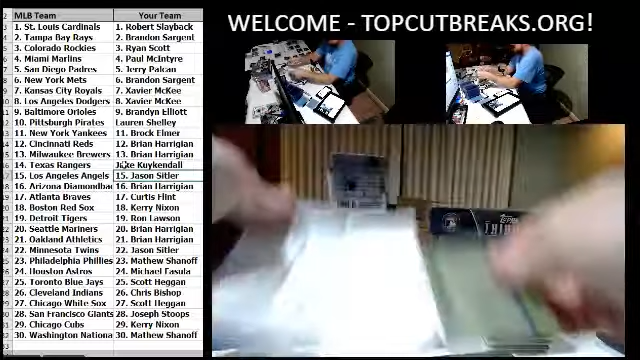 WELCOME - TOPCUTBREAKS.ORG!
MLB Team Your Team
1. St. Louis Cardinals 1. Robert Slayback
2. Tampa Bay Rays 2. Brandon Sargent
3. Colorado Rockies 3. Ryan Scott
4. Miami Marlins 4. Paul McIntyre
5. San Diego Padres 5. Terry Palcan
6. New York Mets 6. Brandon Sargent
7. Kansas City Royals 7. Xavier McKee
8. Los Angeles Dodgers 8. Xavier McKee
9. Baltimore Orioles 9. Brandyn Elliott
10. Pittsburgh Pirates Lauren Shelley
11. New York Yankees 11. Brock Elmer
12. Cincinnati Reds 12. Brian Harrigian
13. Milwaukee Brewers 13. Brian Harrigian
14. Texas Rangers Kuykendall
15. Los Angeles Angels 15. Jason Sitler
16. Arizona Diamondba 16. Brian Harrigian
17. Atlanta Braves 17. Curtis Flint
18. Boston Red Sox 18. Kerry Nixon
19. Detroit Tigers 19. Ron Lawson
20. Seattle Mariners 20. Brian Harrigian
21. Oakland Athletics 21. Brian Harrigian
22. Minnesota Twins 22. Jason Sitler
23. Philadelphia Phillies 23. Mathew Shanoff
24. Houston Astros 24. Michael Fasula
25. Toronto Blue Jays 25. Scott Heggan
26. Cleveland Indians 26. Chris Bishop
27. Chicago White Sox 27. Scott Heggan
28. San Francisco Giants 28. Joseph Stoops
29. Chicago Cubs 29. Kerry Nixon
30. Washington Nationa 30. Mathew Shanoff
TOPPS